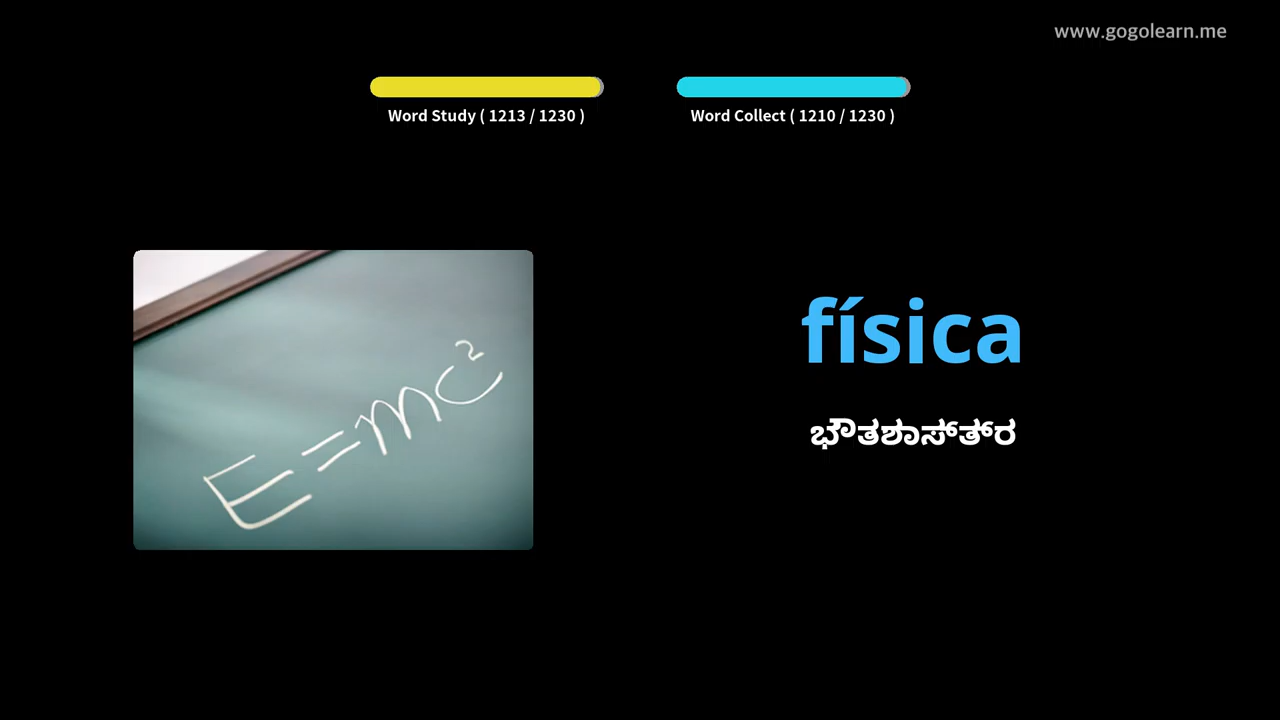 www.gogolearn.me
Word Study ( 1213 / 1230 )
Word Collect ( 1210 / 1230 )
E=mc²
física
ಭೌತಶಾಸ್ತ್ರ